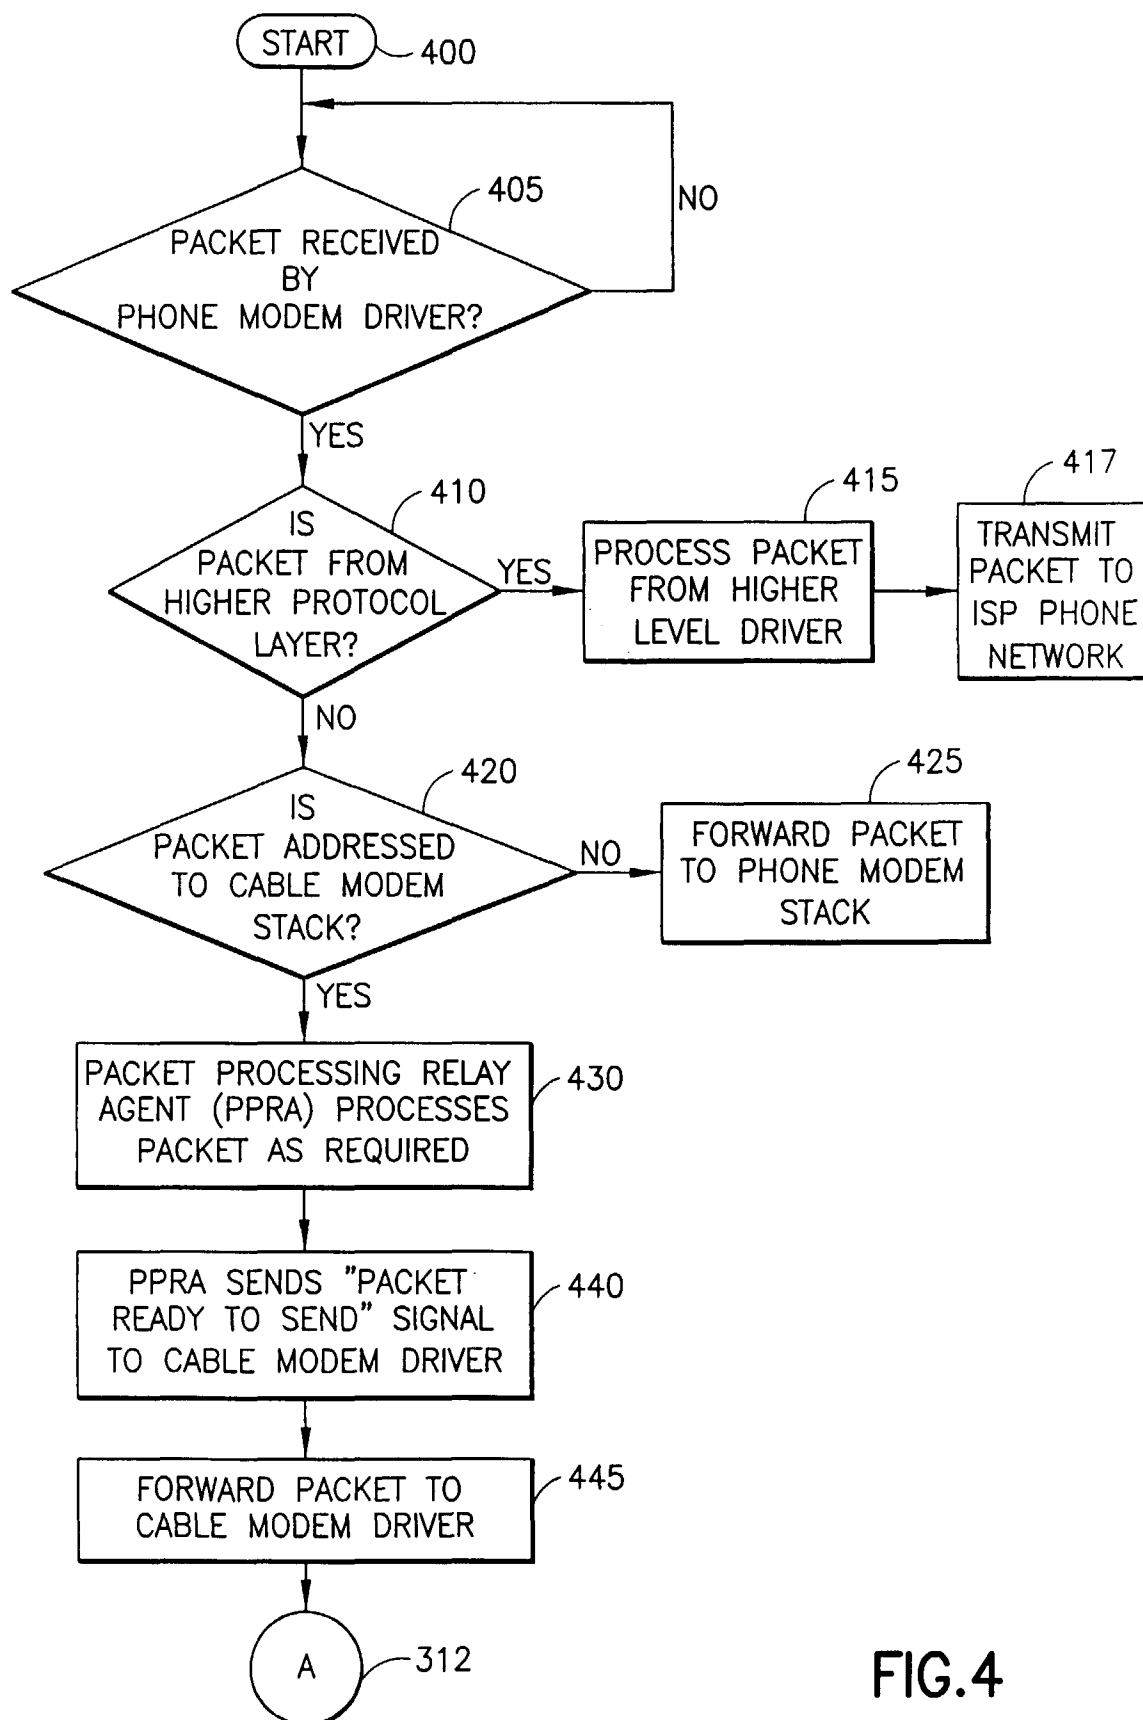 START
400
405
NO
PACKET RECEIVED
BY
PHONE MODEM DRIVER?
YES
410
IS
PACKET FROM
HIGHER PROTOCOL
LAYER?
YES
415
PROCESS PACKET
FROM HIGHER
LEVEL DRIVER
417
TRANSMIT
PACKET TO
ISP PHONE
NETWORK
NO
420
IS
PACKET ADDRESSED
TO CABLE MODEM
STACK?
NO
425
FORWARD PACKET
TO PHONE MODEM
STACK
YES
PACKET PROCESSING RELAY
AGENT (PPRA) PROCESSES
PACKET AS REQUIRED
430
PPRA SENDS "PACKET
READY TO SEND" SIGNAL
TO CABLE MODEM DRIVER
440
FORWARD PACKET TO
CABLE MODEM DRIVER
445
A
312
FIG.4